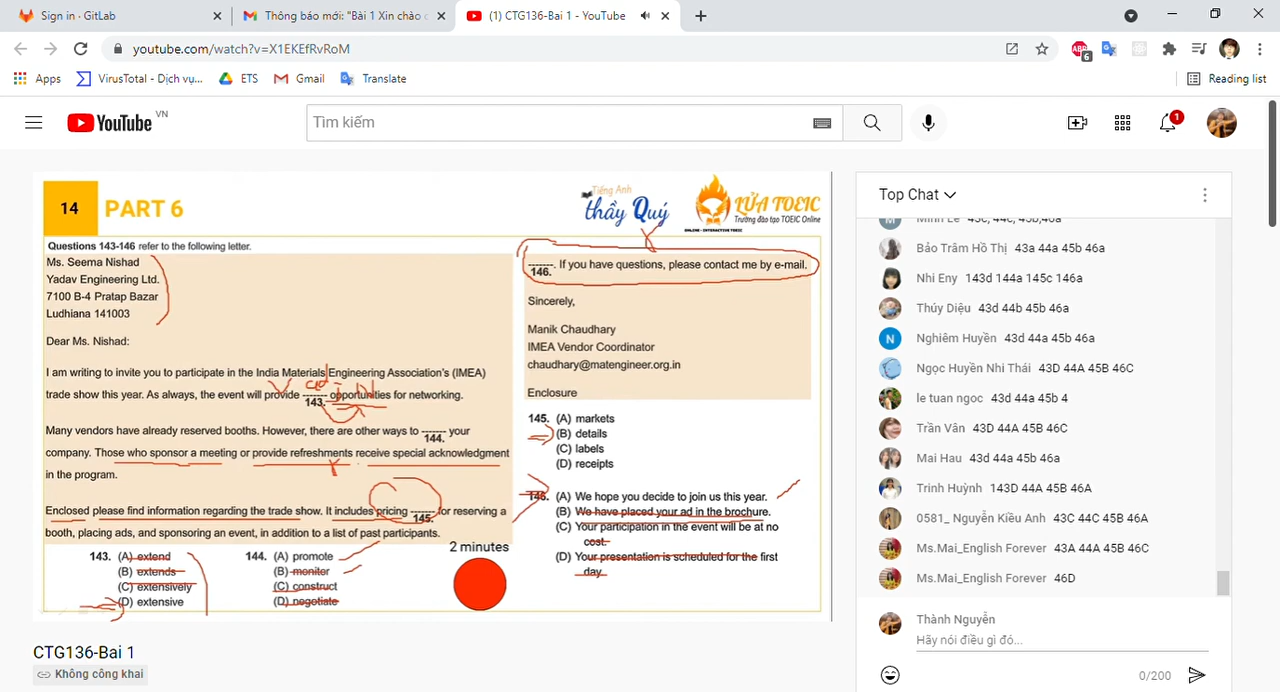 Sign in · GitLab
Thông báo mới: "Bài 1 Xin chào c
(1) CTG136-Bai 1 - YouTube
youtube.com/watch?v=X1EKEfRvRoM
ABP
6
Apps
VirusTotal - Dịch vụ...
ETS
Gmail
Translate
Reading list
YouTube
VN
Tìm kiếm
1
14
PART 6
Tiếng Anh
thầy Quý
LỬA TOEIC
Trường đào tạo TOEIC Online
ONLINE - INTERACTIVE TOEIC
Questions 143-146 refer to the following letter.
Ms. Seema Nishad
Yadav Engineering Ltd.
7100 B-4 Pratap Bazar
Ludhiana 141003
Dear Ms. Nishad:
I am writing to invite you to participate in the India Materials Engineering Association's (IMEA)
trade show this year. As always, the event will provide ------- opportunities for networking.
143.
Many vendors have already reserved booths. However, there are other ways to ------- your
144.
company. Those who sponsor a meeting or provide refreshments receive special acknowledgment
in the program.
Enclosed please find information regarding the trade show. It includes pricing ------- for reserving a
145.
booth, placing ads, and sponsoring an event, in addition to a list of past participants.
143. (A) extend
(B) extends
(C) extensively
(D) extensive
144. (A) promote
(B) monitor
(C) construct
(D) negotiate
2 minutes
-------. If you have questions, please contact me by e-mail.
146.
Sincerely,
Manik Chaudhary
IMEA Vendor Coordinator
chaudhary@matengineer.org.in
Enclosure
145. (A) markets
(B) details
(C) labels
(D) receipts
146. (A) We hope you decide to join us this year.
(B) We have placed your ad in the brochure.
(C) Your participation in the event will be at no
cost.
(D) Your presentation is scheduled for the first
day.
CTG136-Bai 1
Không công khai
Top Chat
M
Minh Le 43c, 44c, 45b,46a
Bảo Trâm Hồ Thị 43a 44a 45b 46a
Nhi Eny 143d 144a 145c 146a
Thúy Diệu 43d 44b 45b 46a
N
Nghiêm Huyền 43d 44a 45b 46a
Ngọc Huyền Nhi Thái 43D 44A 45B 46C
le tuan ngoc 43d 44a 45b 4
Trần Vân 43D 44A 45B 46C
Mai Hau 43d 44a 45b 46a
Trinh Huỳnh 143D 44A 45B 46A
0581_ Nguyễn Kiều Anh 43C 44C 45B 46A
Ms.Mai_English Forever 43A 44A 45B 46C
Ms.Mai_English Forever 46D
Thành Nguyễn
Hãy nói điều gì đó...
0/200